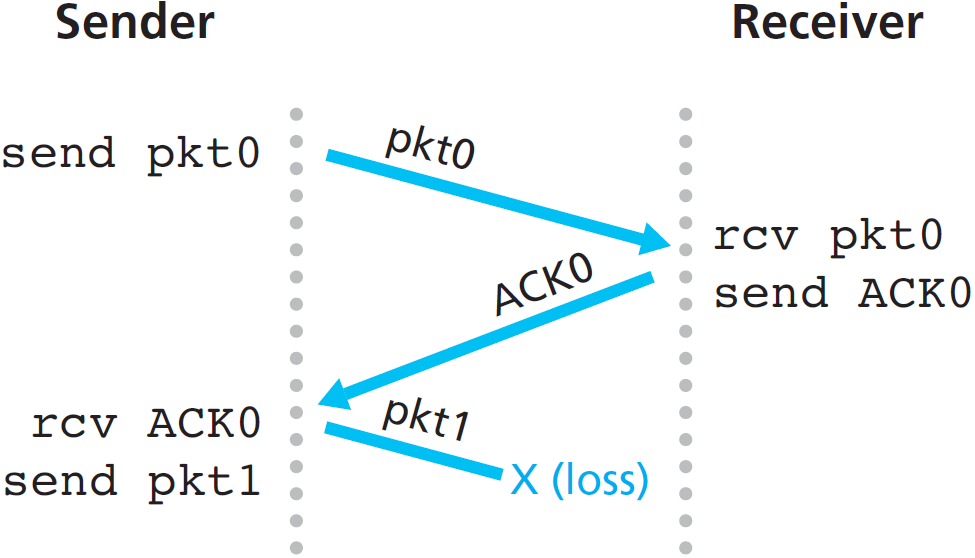 Sender
Receiver
send pkt0
pkt0
rcv pkt0
send ACK0
ACK0
rcv ACK0
send pkt1
pkt1
X (loss)